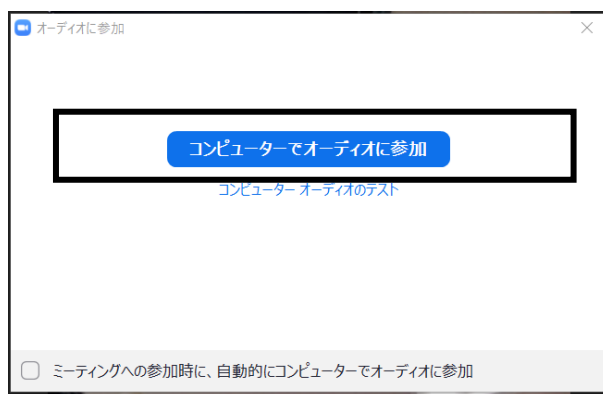 オーディオに参加
コンピューターでオーディオに参加
コンピューター オーディオのテスト
ミーティングへの参加時に、自動的にコンピューターでオーディオに参加